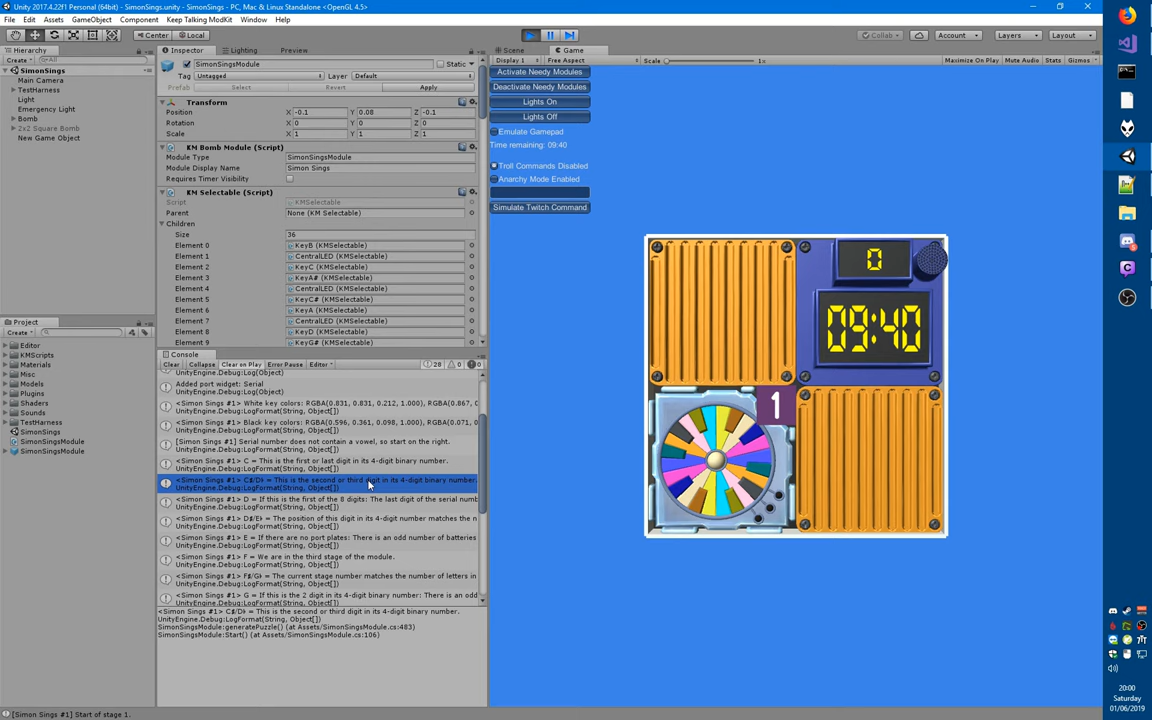 Unity 2017.4.22f1 Personal (64bit) - SimonSings.unity - PC, Mac & Linux Standalone <OpenGL 4.5>
File Edit Assets GameObject Component Keep Talking ModKit Window Help
Center Local
Collab Account Layers Layout
Hierarchy
Create All
SimonSings
Main Camera
TestHarness
Light
Emergency Light
Bomb
2x2 Square Bomb
New Game Object
Project
Create
Editor
KMScripts
Materials
Misc
Models
Plugins
Shaders
Sounds
TestHarness
SimonSings
SimonSingsModule
SimonSingsModule
Inspector Lighting Preview
SimonSingsModule Static
Tag Untagged Layer Default
Prefab Select Revert Apply
Transform
Position X -0.1 Y 0.08 Z -0.1
Rotation X 0 Y 0 Z 0
Scale X 1 Y 1 Z 1
KM Bomb Module (Script)
Module Type SimonSingsModule
Module Display Name Simon Sings
Requires Timer Visibility
KM Selectable (Script)
Script KMSelectable
Parent None (KM Selectable)
Children
Size 36
Element 0 KeyB (KMSelectable)
Element 1 CentralLED (KMSelectable)
Element 2 KeyC (KMSelectable)
Element 3 KeyA# (KMSelectable)
Element 4 CentralLED (KMSelectable)
Element 5 KeyC# (KMSelectable)
Element 6 KeyA (KMSelectable)
Element 7 CentralLED (KMSelectable)
Element 8 KeyD (KMSelectable)
Element 9 KeyG# (KMSelectable)
Console
Clear Collapse Clear on Play Error Pause Editor 28 0 0
UnityEngine.Debug:Log(Object)
Added port widget: Serial
UnityEngine.Debug:Log(Object)
<Simon Sings #1> White key colors: RGBA(0.831, 0.831, 0.212, 1.000), RGBA(0.867, 0
UnityEngine.Debug:LogFormat(String, Object[])
<Simon Sings #1> Black key colors: RGBA(0.596, 0.361, 0.098, 1.000), RGBA(0.071, 0
UnityEngine.Debug:LogFormat(String, Object[])
[Simon Sings #1] Serial number does not contain a vowel, so start on the right.
UnityEngine.Debug:LogFormat(String, Object[])
<Simon Sings #1> C = This is the first or last digit in its 4-digit binary number.
UnityEngine.Debug:LogFormat(String, Object[])
<Simon Sings #1> C♯/D♭ = This is the second or third digit in its 4-digit binary number.
UnityEngine.Debug:LogFormat(String, Object[])
<Simon Sings #1> D = If this is the first of the 8 digits: The last digit of the serial numb
UnityEngine.Debug:LogFormat(String, Object[])
<Simon Sings #1> D♯/E♭ = The position of this digit in its 4-digit number matches the n
UnityEngine.Debug:LogFormat(String, Object[])
<Simon Sings #1> E = If there are no port plates: There is an odd number of batteries
UnityEngine.Debug:LogFormat(String, Object[])
<Simon Sings #1> F = We are in the third stage of the module.
UnityEngine.Debug:LogFormat(String, Object[])
<Simon Sings #1> F♯/G♭ = The current stage number matches the number of letters in
UnityEngine.Debug:LogFormat(String, Object[])
<Simon Sings #1> G = If this the 2 digit in its 4-digit binary number: There is an odd
UnityEngine.Debug:LogFormat(String, Object[])
<Simon Sings #1> C♯/D♭ = This is the second or third digit in its 4-digit binary number.
UnityEngine.Debug:LogFormat(String, Object[])
SimonSingsModule:generatePuzzle() (at Assets/SimonSingsModule.cs:483)
SimonSingsModule:Start() (at Assets/SimonSingsModule.cs:106)
Scene Game
Display 1 Free Aspect Scale 1x Maximize On Play Mute Audio Stats Gizmos
Activate Needy Modules
Deactivate Needy Modules
Lights On
Lights Off
Emulate Gamepad
Time remaining: 09:40
Troll Commands Disabled
Anarchy Mode Enabled
Simulate Twitch Command
0
09:40
1
[Simon Sings #1] Start of stage 1.
20:00
Saturday
01/06/2019